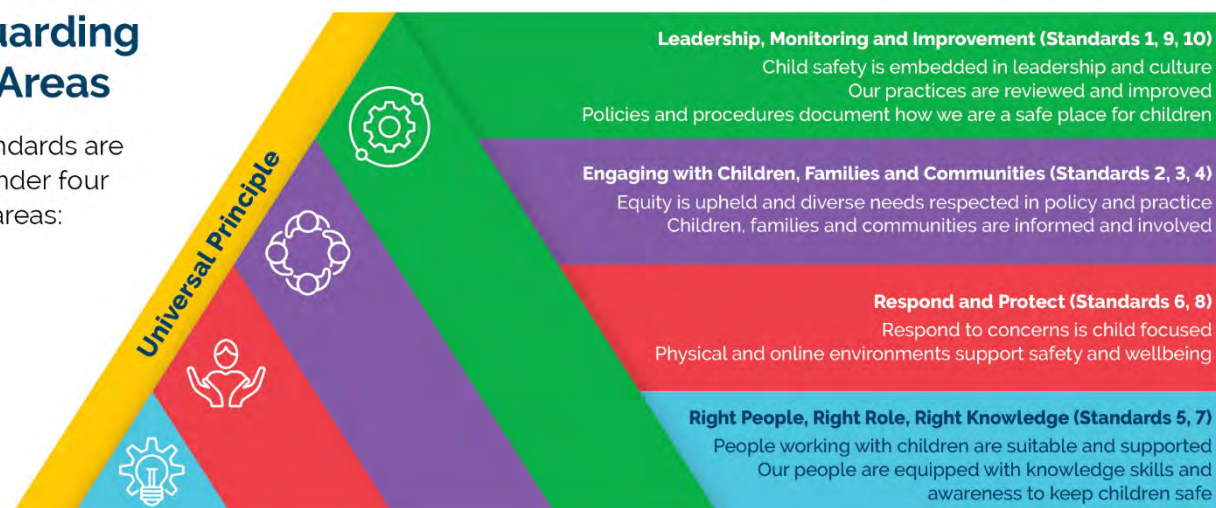 Areas
ndards are
nder four
areas:
Universal Principle
Leadership, Monitoring and Improvement (Standards 1, 9, 10)
Child safety is embedded in leadership and culture
Our practices are reviewed and improved
Policies and procedures document how we are a safe place for children
Engaging with Children, Families and Communities (Standards 2, 3, 4)
Equity is upheld and diverse needs respected in policy and practice
Children, families and communities are informed and involved
Respond and Protect (Standards 6, 8)
Respond to concerns is child focused
Physical and online environments support safety and wellbeing
Right People, Right Role, Right Knowledge (Standards 5, 7)
People working with children are suitable and supported
Our people are equipped with knowledge skills and
awareness to keep children safe